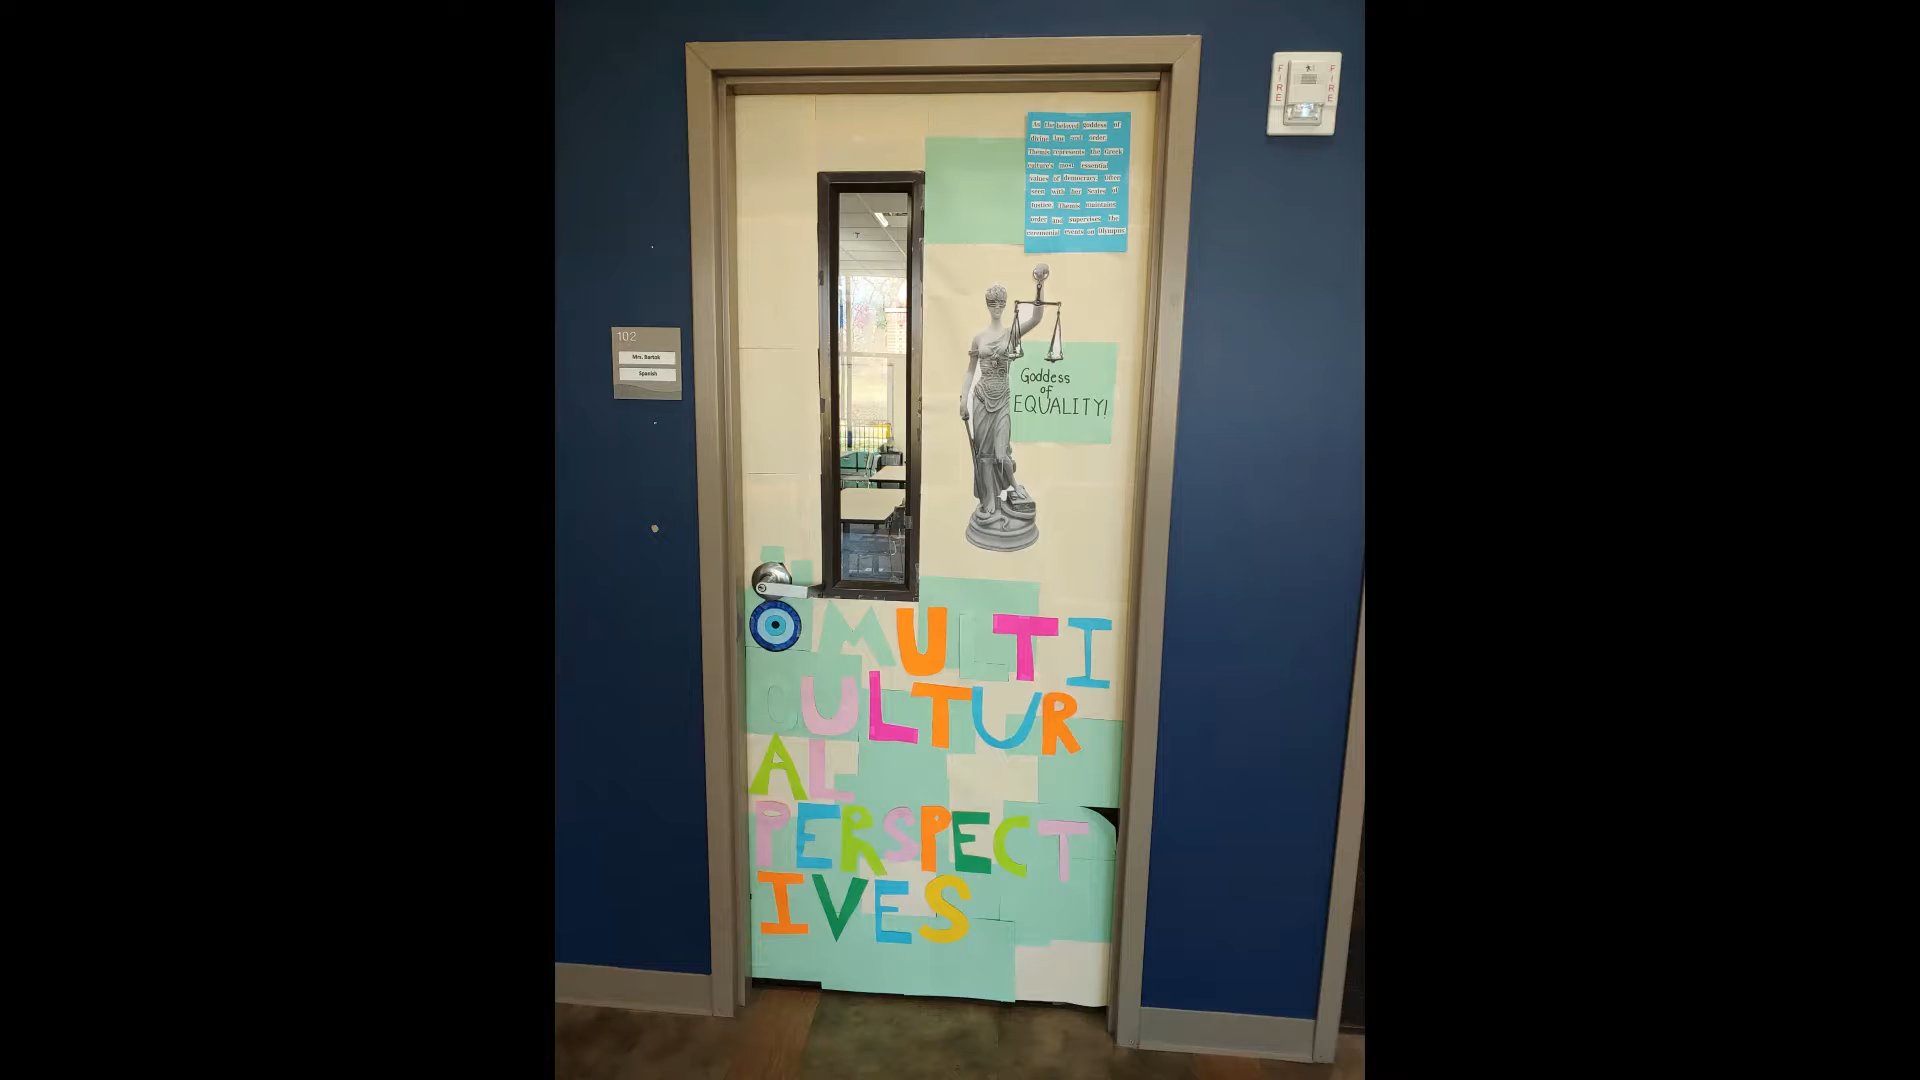 FIRE
FIRE
As the beloved goddess of
divine law and order
Themis represents the Greek
culture's most essential
values of democracy. Often
seen with her scales of
justice, Themis maintains
order and supervises the
ceremonial events on Olympus
102
Mrs. Bartok
Spanish
Goddess
of
EQUALITY!
MULTI
CULTUR
AL
PERSPECT
IVES